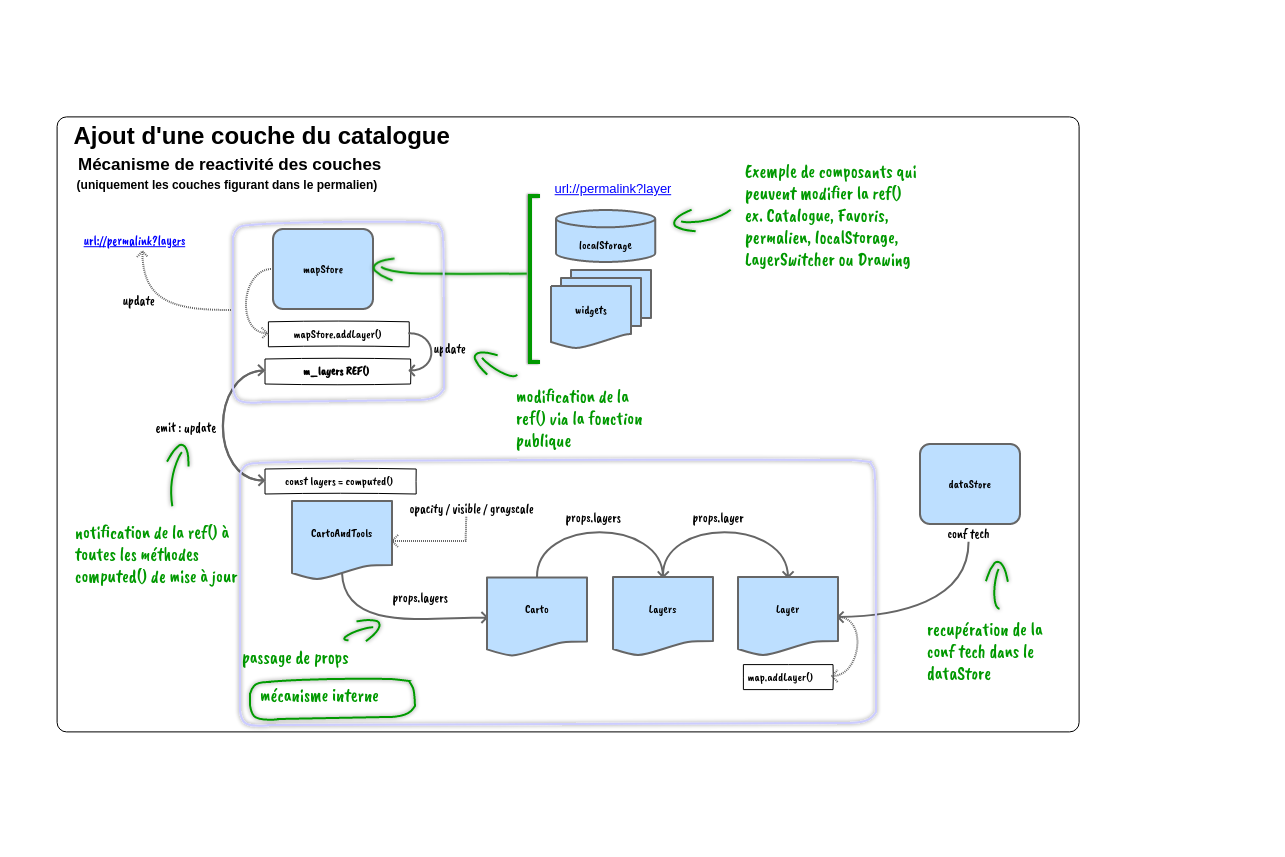 Ajout d'une couche du catalogue
Mécanisme de reactivité des couches
(uniquement les couches figurant dans le permalien)
url://permalink?layers
update
mapStore
mapStore.addLayer()
update
m_layers REF()
url://permalink?layer
localStorage
widgets
Exemple de composants qui
peuvent modifier la ref()
ex. Catalogue, Favoris,
permalien, localStorage,
LayerSwitcher ou Drawing
modification de la
ref() via la fonction
publique
emit : update
notification de la ref() à
toutes les méthodes
computed() de mise à jour
const layers = computed()
CartoAndTools
opacity / visible / grayscale
props.layers
props.layers
props.layer
Carto
Layers
Layer
map.addLayer()
passage de props
mécanisme interne
dataStore
conf tech
recupération de la
conf tech dans le
dataStore